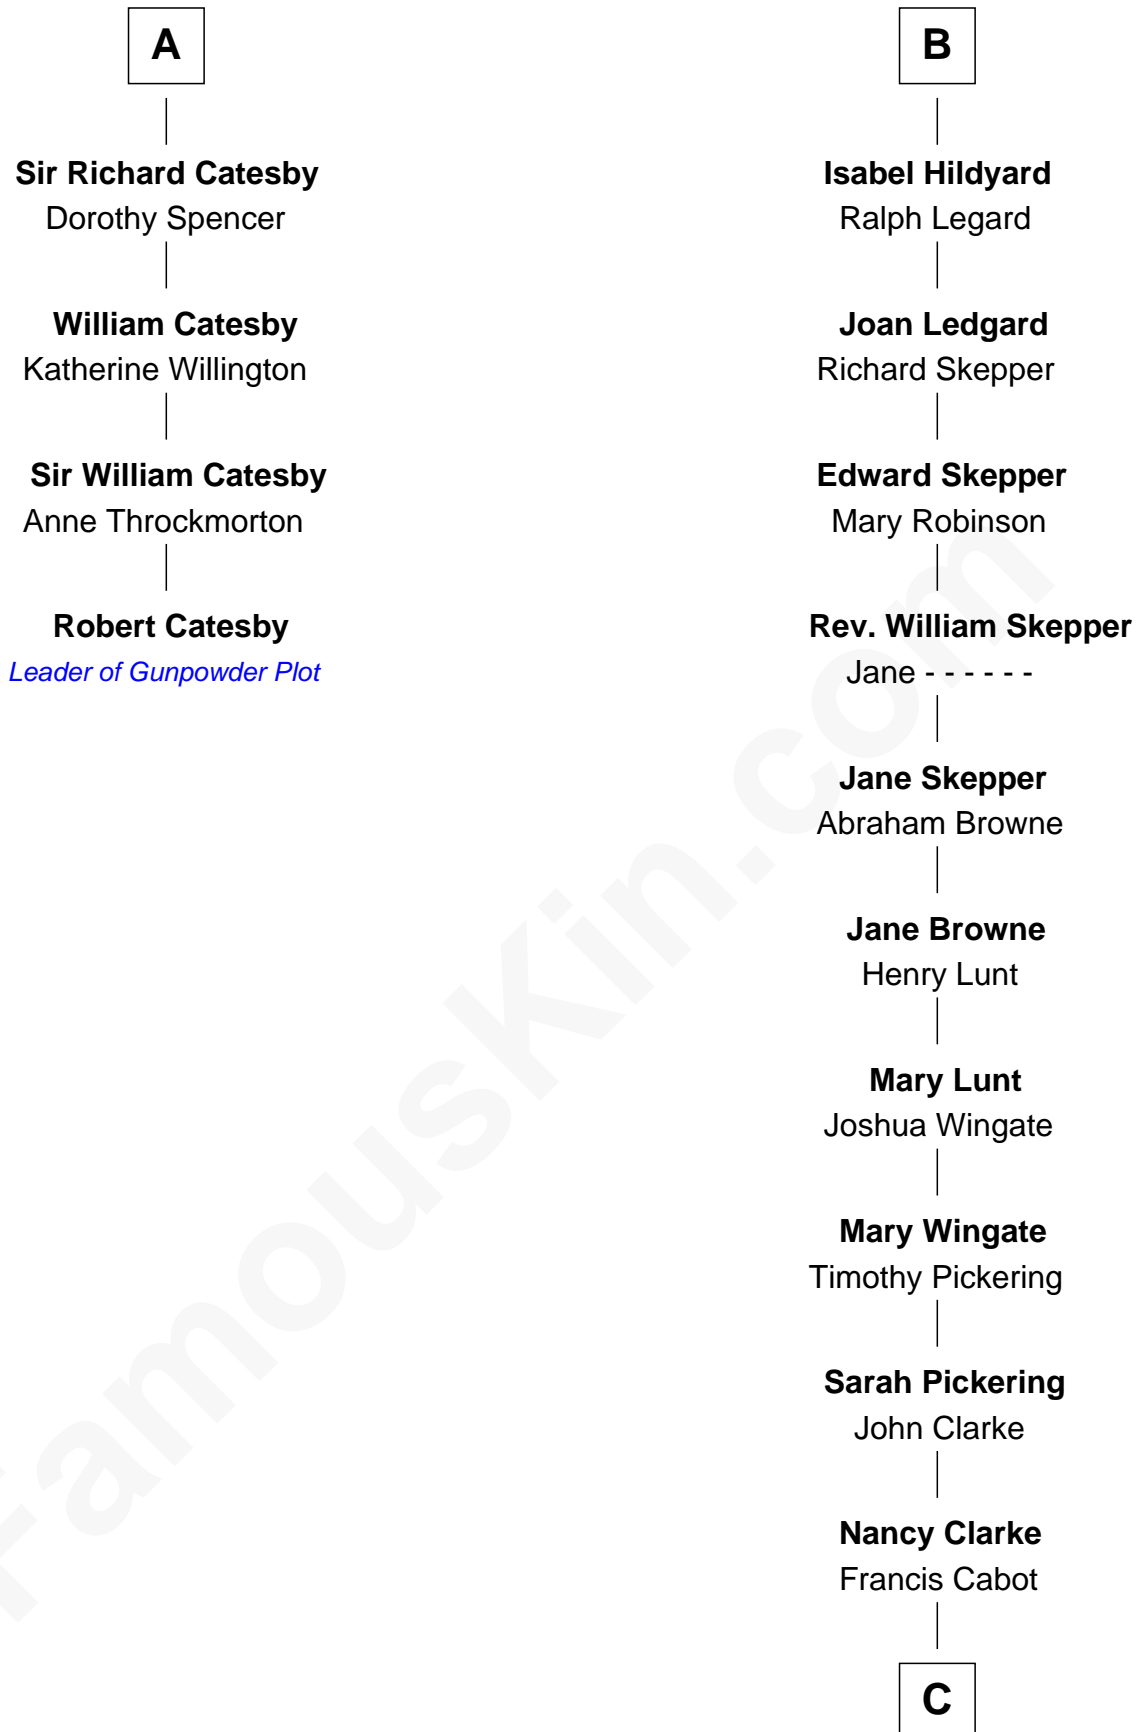 A
Sir Richard Catesby
Dorothy Spencer
William Catesby
Katherine Willington
Sir William Catesby
Anne Throckmorton
Robert Catesby
Leader of Gunpowder Plot
B
Isabel Hildyard
Ralph Legard
Joan Ledgard
Richard Skepper
Edward Skepper
Mary Robinson
Rev. William Skepper
Jane - - - - - -
Jane Skepper
Abraham Browne
Jane Browne
Henry Lunt
Mary Lunt
Joshua Wingate
Mary Wingate
Timothy Pickering
Sarah Pickering
John Clarke
Nancy Clarke
Francis Cabot
C
FamousKin.com